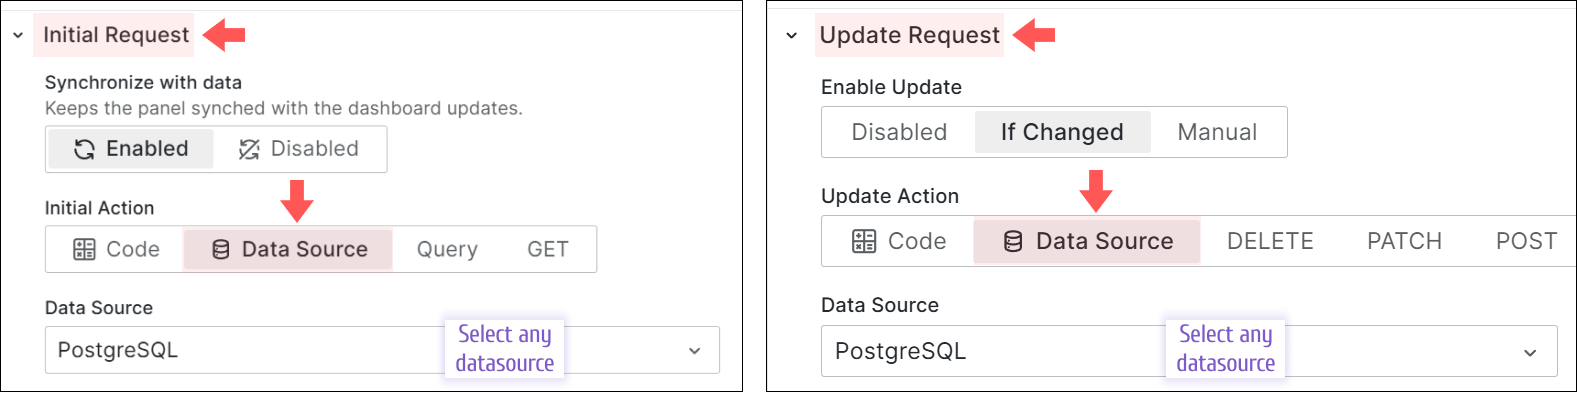 Initial Request
Synchronize with data
Keeps the panel synched with the dashboard updates.
Enabled Disabled
Initial Action
Code Data Source Query GET
Data Source
PostgreSQL
Select any
datasource
Update Request
Enable Update
Disabled If Changed Manual
Update Action
Code Data Source DELETE PATCH POST
Data Source
PostgreSQL
Select any
datasource